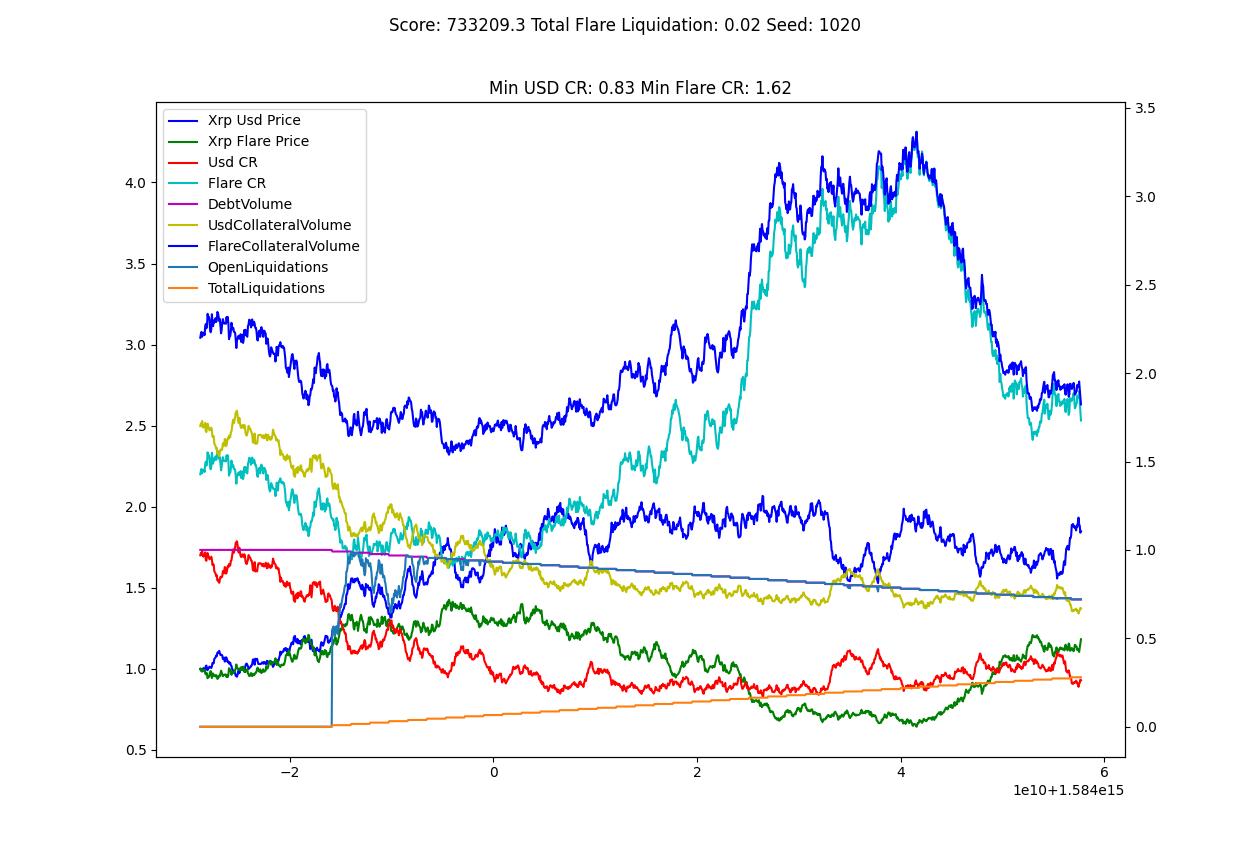 Score: 733209.3 Total Flare Liquidation: 0.02 Seed: 1020
Min USD CR: 0.83 Min Flare CR: 1.62
Xrp Usd Price
Xrp Flare Price
Usd CR
Flare CR
DebtVolume
UsdCollateralVolume
FlareCollateralVolume
OpenLiquidations
TotalLiquidations
4.0
3.5
3.0
2.5
2.0
1.5
1.0
0.5
3.5
3.0
2.5
2.0
1.5
1.0
0.5
0.0
−2 0 2 4 6
1e10+1.584e15